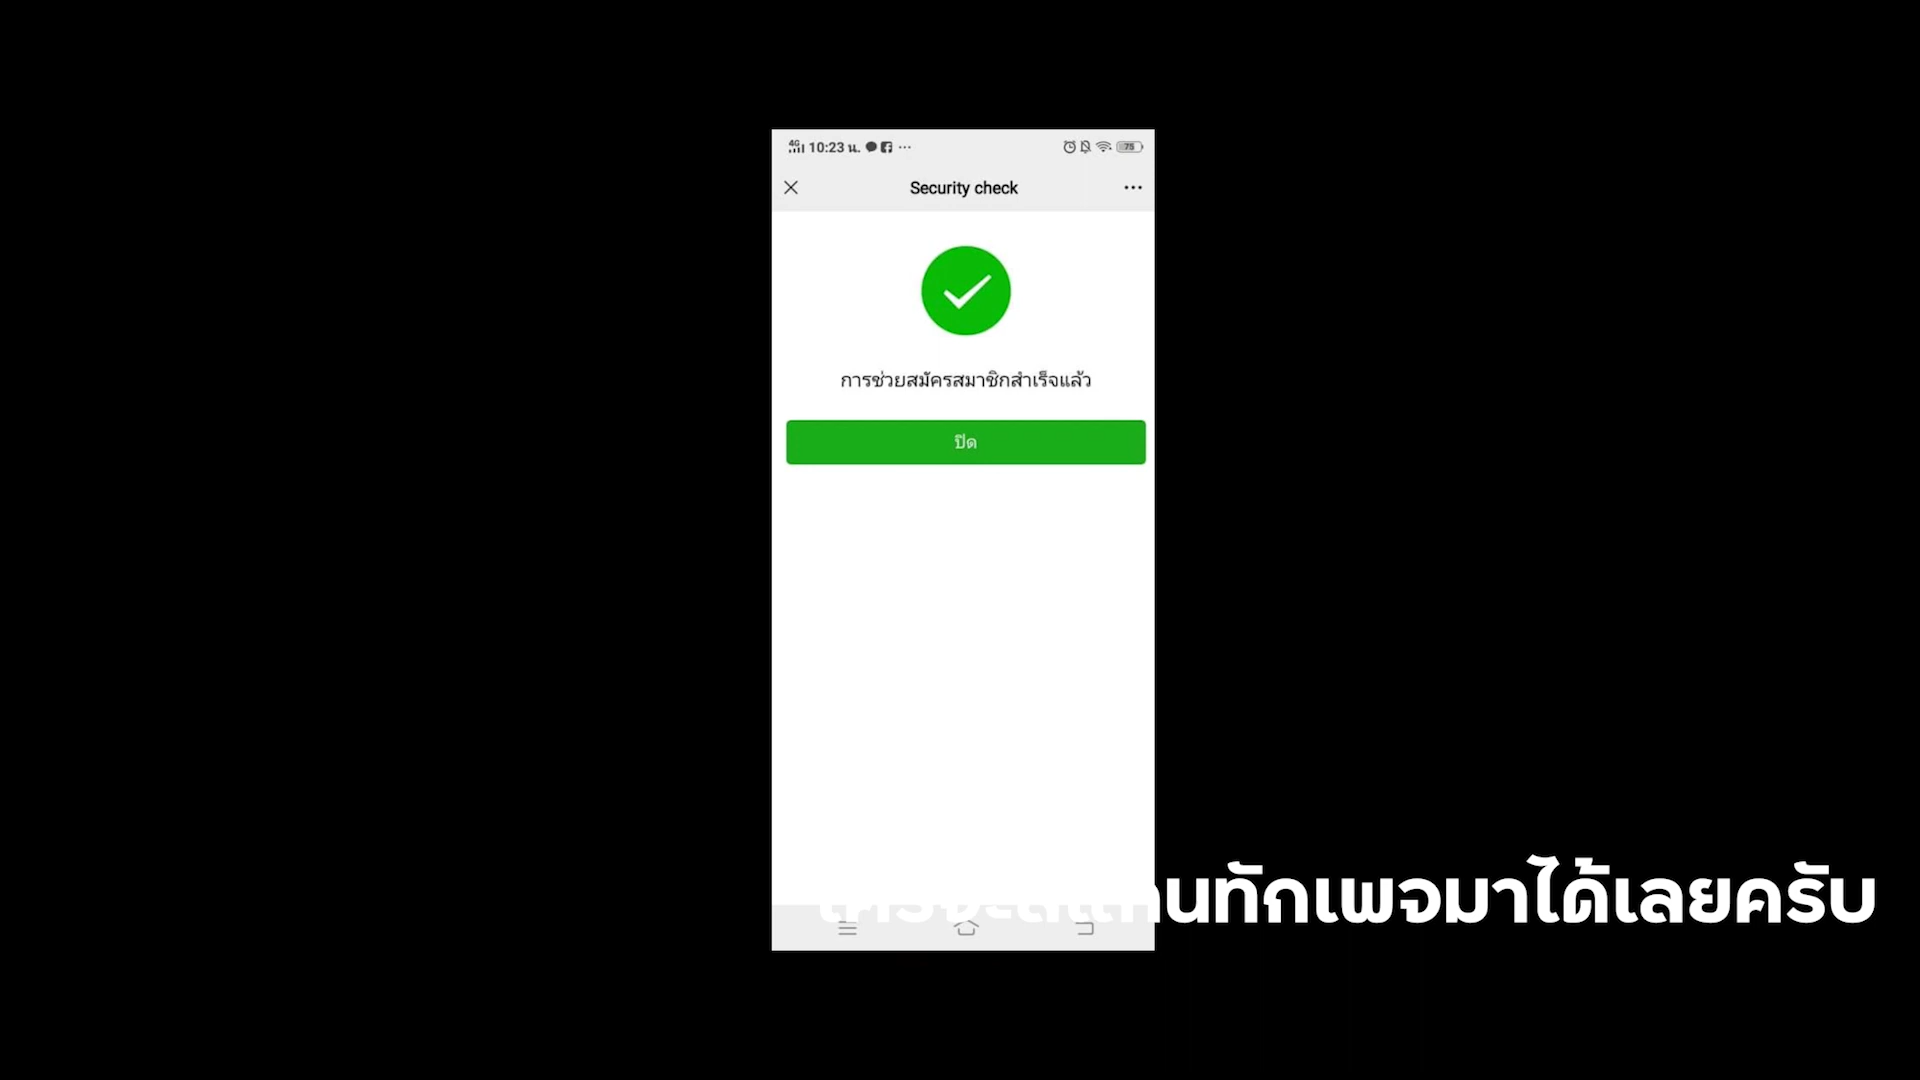 4G 10:23 น. ··· 75
Security check
การช่วยสมัครสมาชิกสำเร็จแล้ว
ปิด
ทักเพจมาได้เลยครับ